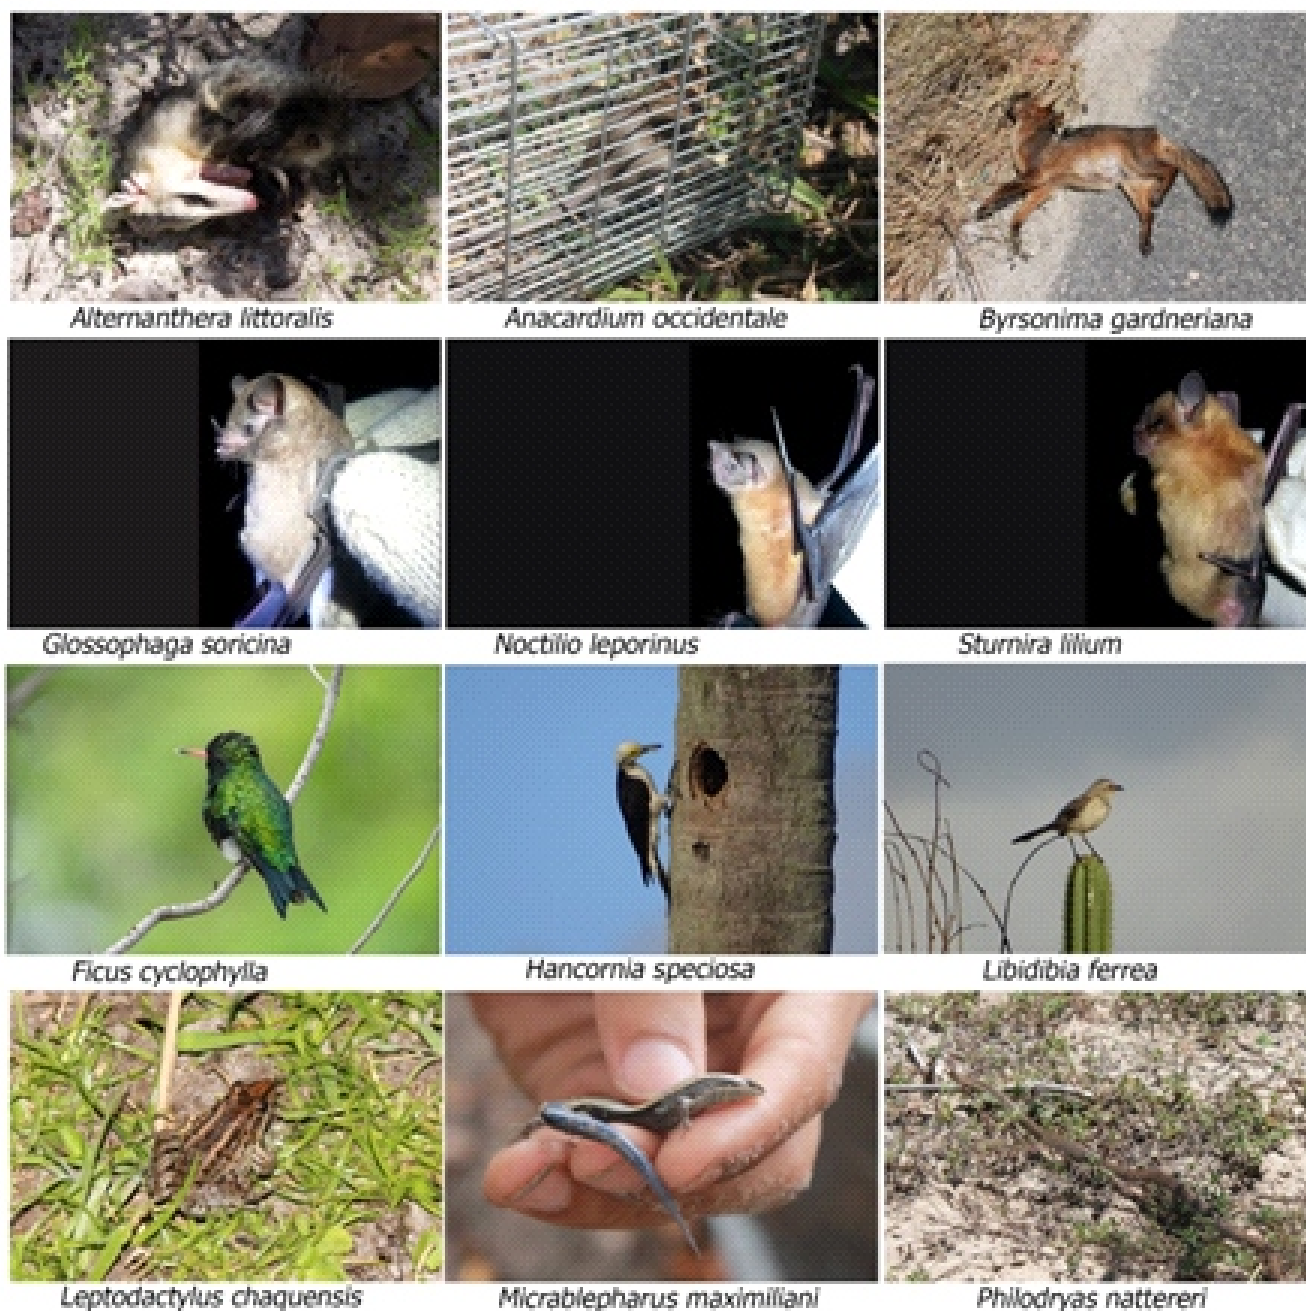 Alternanthera littoralis
Anacardium occidentale
Byrsonima gardneriana
Glossophaga soricina
Noctilio leporinus
Sturnira lilium
Ficus cyclophylla
Hancornia speciosa
Libidibia ferrea
Leptodactylus chaquensis
Micrablepharus maximiliani
Philodryas nattereri